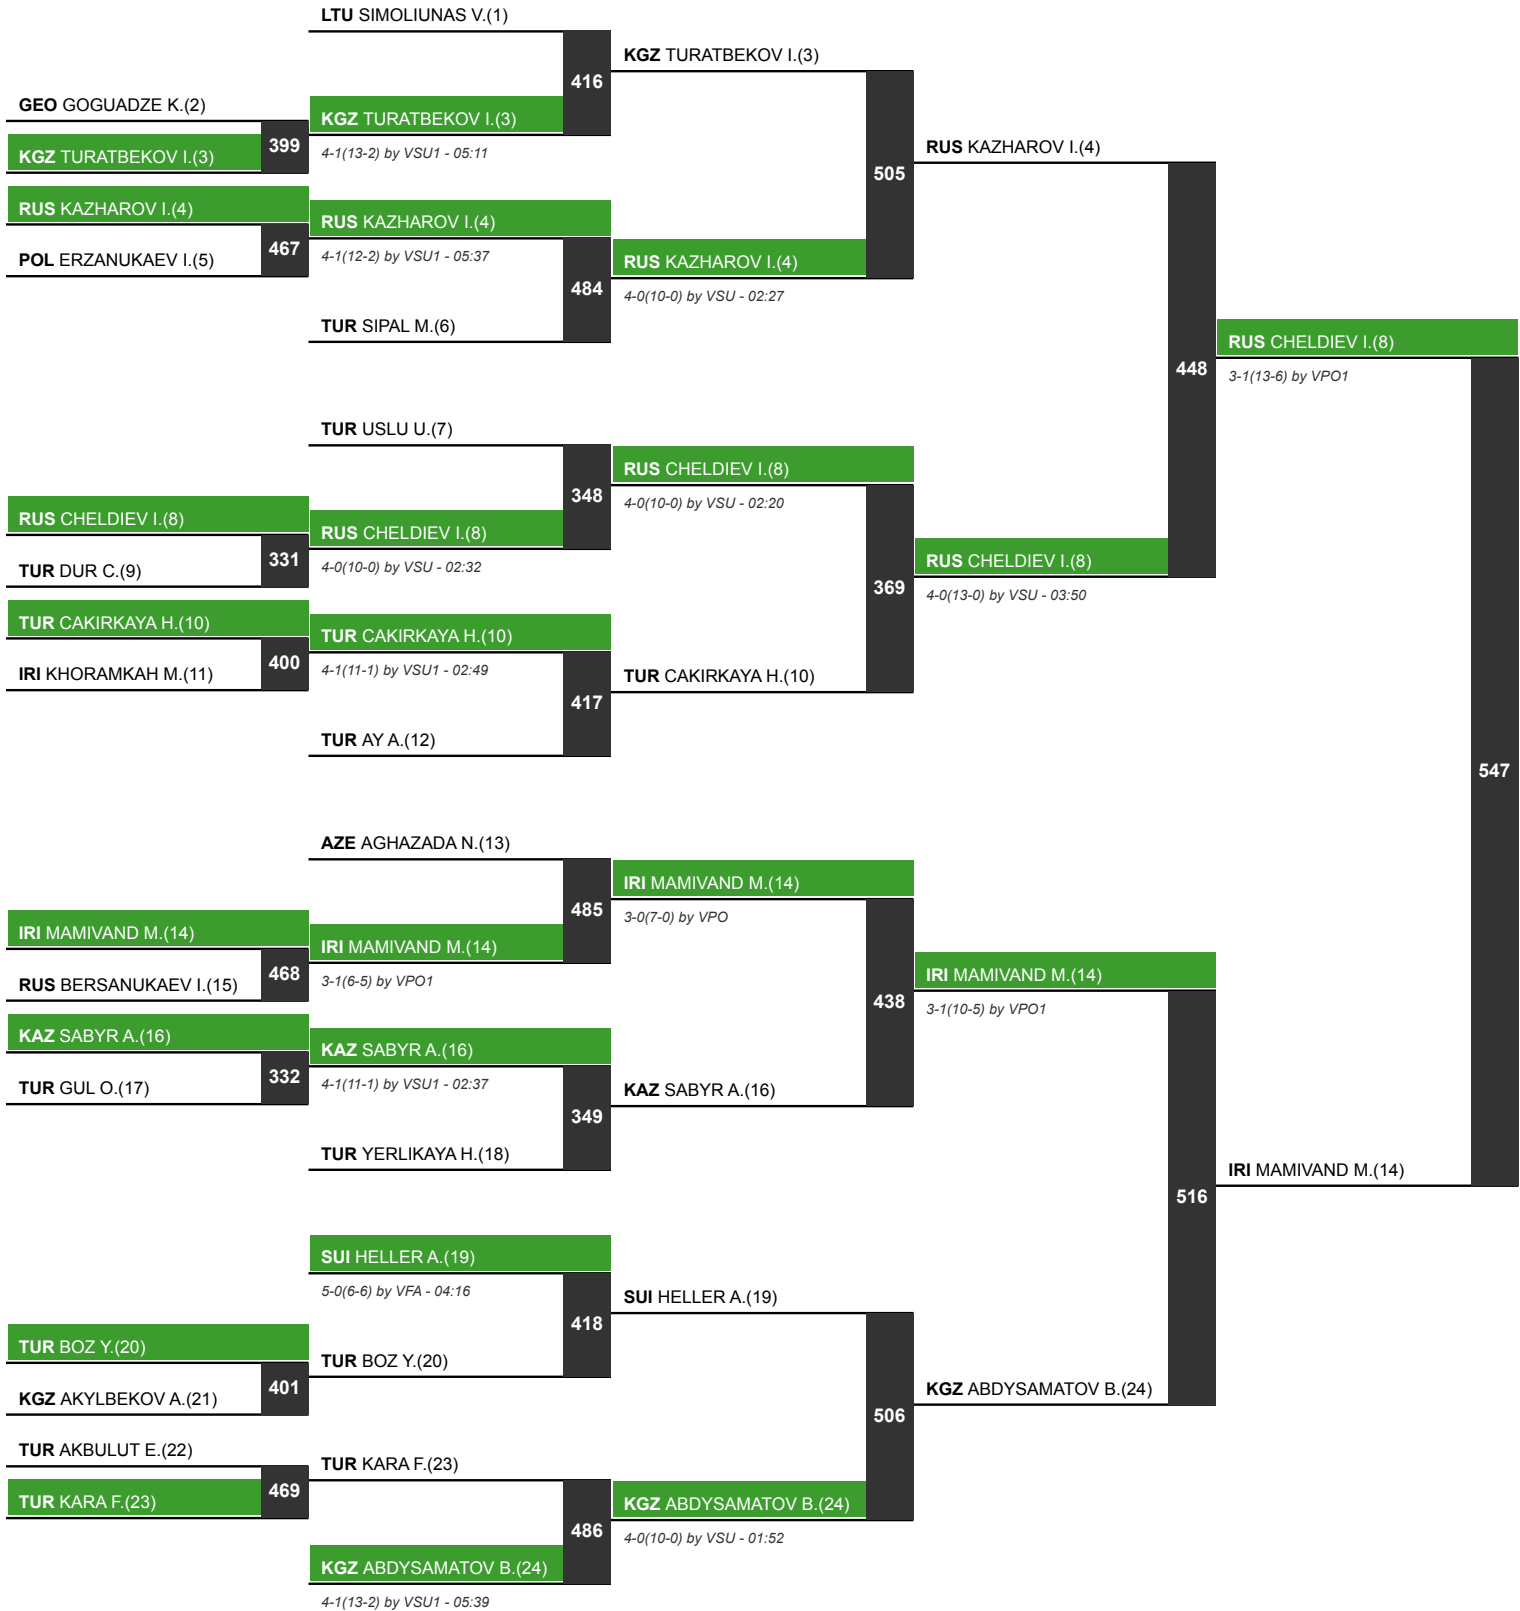 LTU SIMOLIUNAS V.(1)
KGZ TURATBEKOV I.(3)
416
GEO GOGUADZE K.(2)
KGZ TURATBEKOV I.(3)
399
KGZ TURATBEKOV I.(3)
4-1(13-2) by VSU1 - 05:11
RUS KAZHAROV I.(4)
505
RUS KAZHAROV I.(4)
RUS KAZHAROV I.(4)
467
4-1(12-2) by VSU1 - 05:37
POL ERZANUKAEV I.(5)
RUS KAZHAROV I.(4)
484
4-0(10-0) by VSU - 02:27
TUR SIPAL M.(6)
RUS CHELDIEV I.(8)
448
3-1(13-6) by VPO1
TUR USLU U.(7)
RUS CHELDIEV I.(8)
348
4-0(10-0) by VSU - 02:20
RUS CHELDIEV I.(8)
RUS CHELDIEV I.(8)
331
4-0(10-0) by VSU - 02:32
TUR DUR C.(9)
RUS CHELDIEV I.(8)
369
4-0(13-0) by VSU - 03:50
TUR CAKIRKAYA H.(10)
TUR CAKIRKAYA H.(10)
400
4-1(11-1) by VSU1 - 02:49
IRI KHORAMKAH M.(11)
TUR CAKIRKAYA H.(10)
417
TUR AY A.(12)
547
AZE AGHAZADA N.(13)
IRI MAMIVAND M.(14)
485
3-0(7-0) by VPO
IRI MAMIVAND M.(14)
IRI MAMIVAND M.(14)
468
3-1(6-5) by VPO1
RUS BERSANUKAEV I.(15)
IRI MAMIVAND M.(14)
438
3-1(10-5) by VPO1
KAZ SABYR A.(16)
KAZ SABYR A.(16)
332
4-1(11-1) by VSU1 - 02:37
TUR GUL O.(17)
KAZ SABYR A.(16)
349
TUR YERLIKAYA H.(18)
IRI MAMIVAND M.(14)
516
SUI HELLER A.(19)
5-0(6-6) by VFA - 04:16
SUI HELLER A.(19)
418
TUR BOZ Y.(20)
TUR BOZ Y.(20)
401
KGZ AKYLBEKOV A.(21)
KGZ ABDYSAMATOV B.(24)
506
TUR AKBULUT E.(22)
TUR KARA F.(23)
469
TUR KARA F.(23)
KGZ ABDYSAMATOV B.(24)
486
4-0(10-0) by VSU - 01:52
KGZ ABDYSAMATOV B.(24)
4-1(13-2) by VSU1 - 05:39